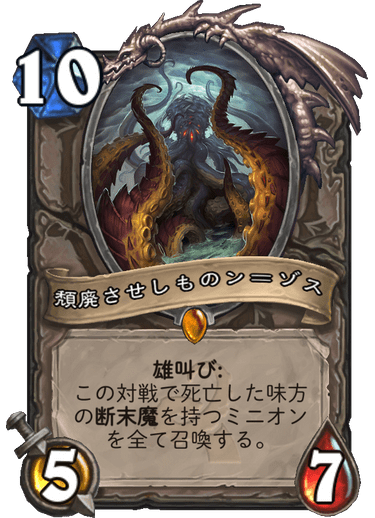 10
頽廃させしものン＝ゾス
雄叫び:
この対戦で死亡した味方
の断末魔を持つミニオン
を全て召喚する。
5
7